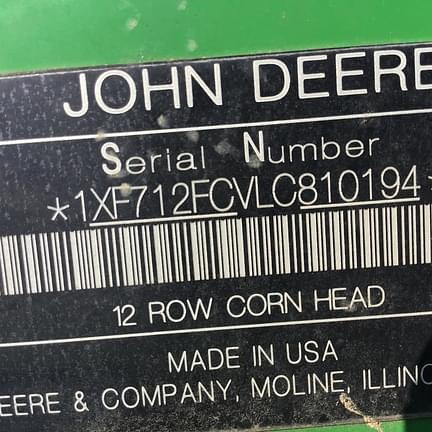 JOHN DEERE
Serial Number
*1XF712FCVLC810194*
12 ROW CORN HEAD
MADE IN USA
EERE & COMPANY, MOLINE, ILLINO